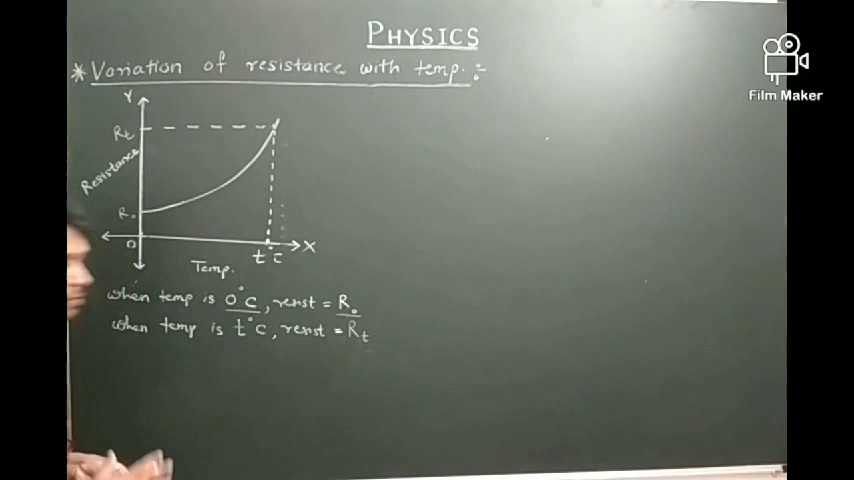 PHYSICS
* Variation of resistance with temp. :-
Y
Rt
Resistance
R₀
O
t°C
X
Temp.
when temp is 0°C, resist = R₀
when temp is t°C, resist = Rt
Film Maker